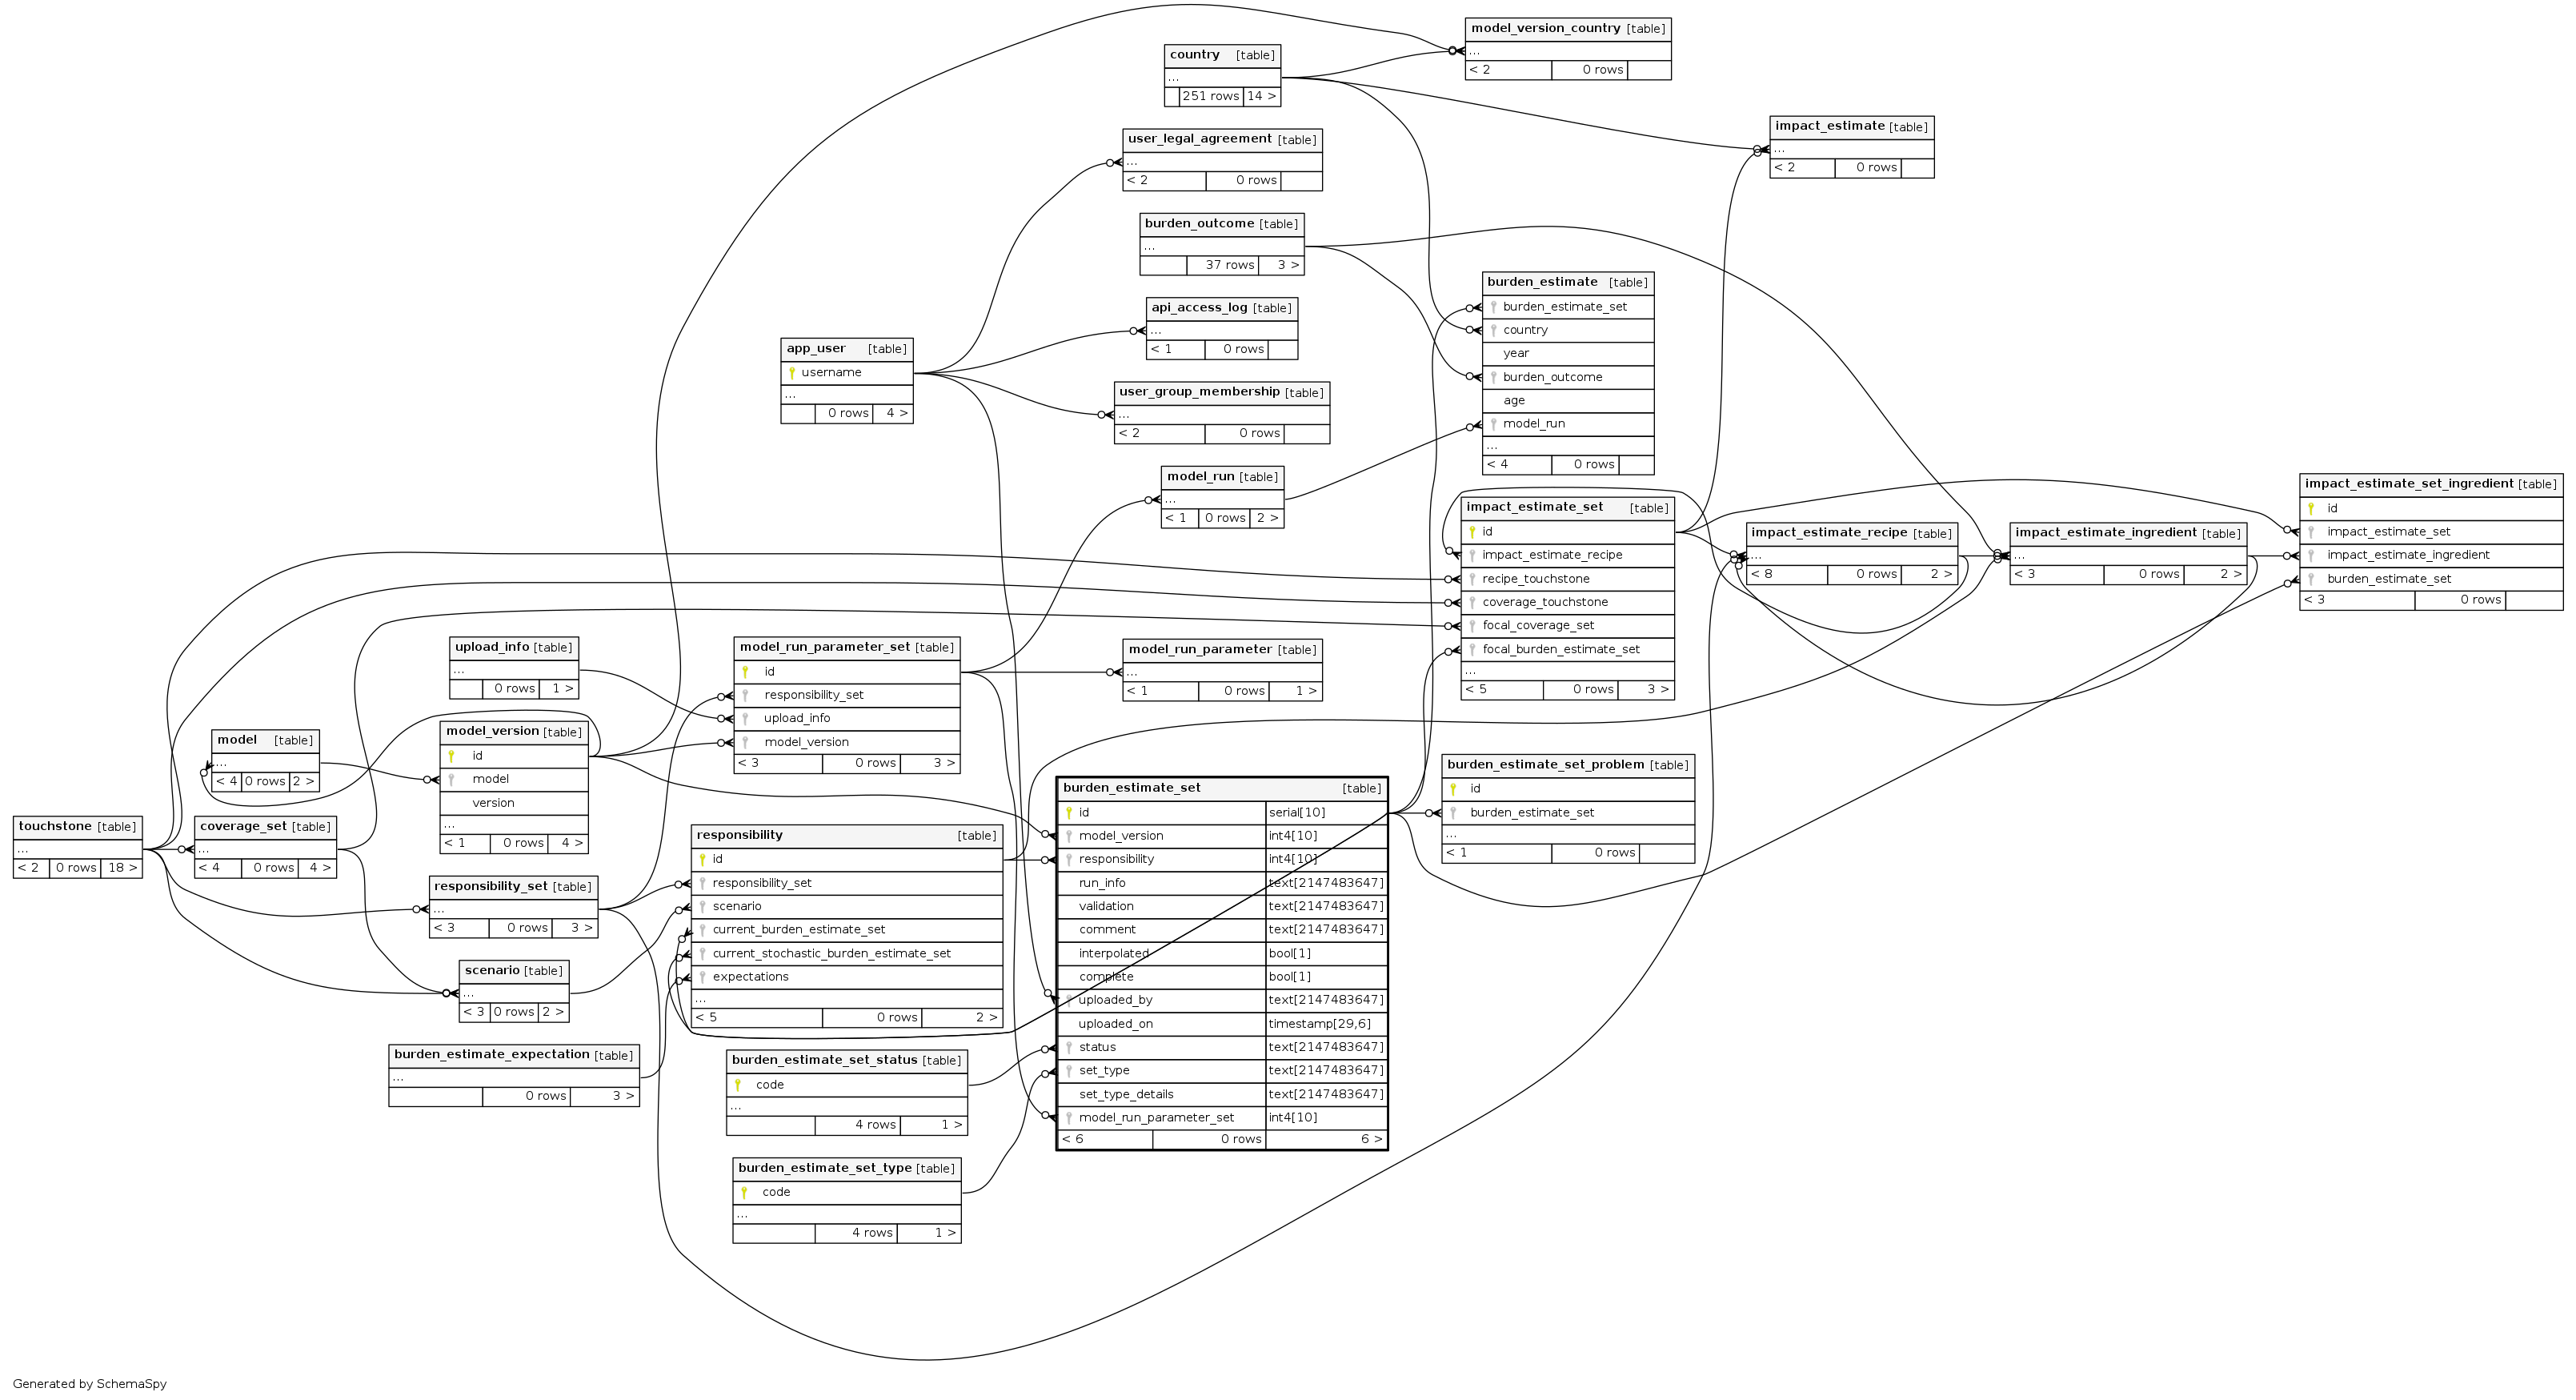 model_version_country [table]
...
< 2 0 rows
country [table]
...
251 rows 14 >
impact_estimate [table]
...
< 2 0 rows
user_legal_agreement [table]
...
< 2 0 rows
burden_outcome [table]
...
37 rows 3 >
burden_estimate [table]
burden_estimate_set
country
year
burden_outcome
age
model_run
...
< 4 0 rows
api_access_log [table]
...
< 1 0 rows
app_user [table]
username
...
0 rows 4 >
user_group_membership [table]
...
< 2 0 rows
model_run [table]
...
< 1 0 rows 2 >
impact_estimate_set [table]
id
impact_estimate_recipe
recipe_touchstone
coverage_touchstone
focal_coverage_set
focal_burden_estimate_set
...
< 5 0 rows 3 >
impact_estimate_recipe [table]
...
< 8 0 rows 2 >
impact_estimate_ingredient [table]
...
< 3 0 rows 2 >
impact_estimate_set_ingredient [table]
id
impact_estimate_set
impact_estimate_ingredient
burden_estimate_set
< 3 0 rows
upload_info [table]
...
0 rows 1 >
model_run_parameter_set [table]
id
responsibility_set
upload_info
model_version
< 3 0 rows 3 >
model_run_parameter [table]
...
< 1 0 rows 1 >
model [table]
...
< 4 0 rows 2 >
model_version [table]
id
model
version
...
< 1 0 rows 4 >
touchstone [table]
...
< 2 0 rows 18 >
coverage_set [table]
...
< 4 0 rows 4 >
responsibility_set [table]
...
< 3 0 rows 3 >
scenario [table]
...
< 3 0 rows 2 >
burden_estimate_expectation [table]
...
0 rows 3 >
responsibility [table]
id
responsibility_set
scenario
current_burden_estimate_set
current_stochastic_burden_estimate_set
expectations
...
< 5 0 rows 2 >
burden_estimate_set_status [table]
code
...
4 rows 1 >
burden_estimate_set_type [table]
code
...
4 rows 1 >
burden_estimate_set [table]
id serial[10]
model_version int4[10]
responsibility int4[10]
run_info text[2147483647]
validation text[2147483647]
comment text[2147483647]
interpolated bool[1]
complete bool[1]
uploaded_by text[2147483647]
uploaded_on timestamp[29,6]
status text[2147483647]
set_type text[2147483647]
set_type_details text[2147483647]
model_run_parameter_set int4[10]
< 6 0 rows 6 >
burden_estimate_set_problem [table]
id
burden_estimate_set
...
< 1 0 rows
Generated by SchemaSpy